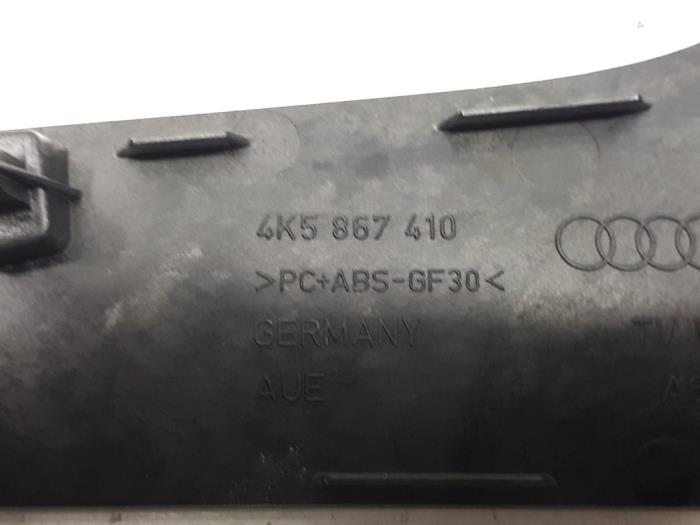 4K5 867 410
>PC+ABS-GF30<
GERMANY
AUE